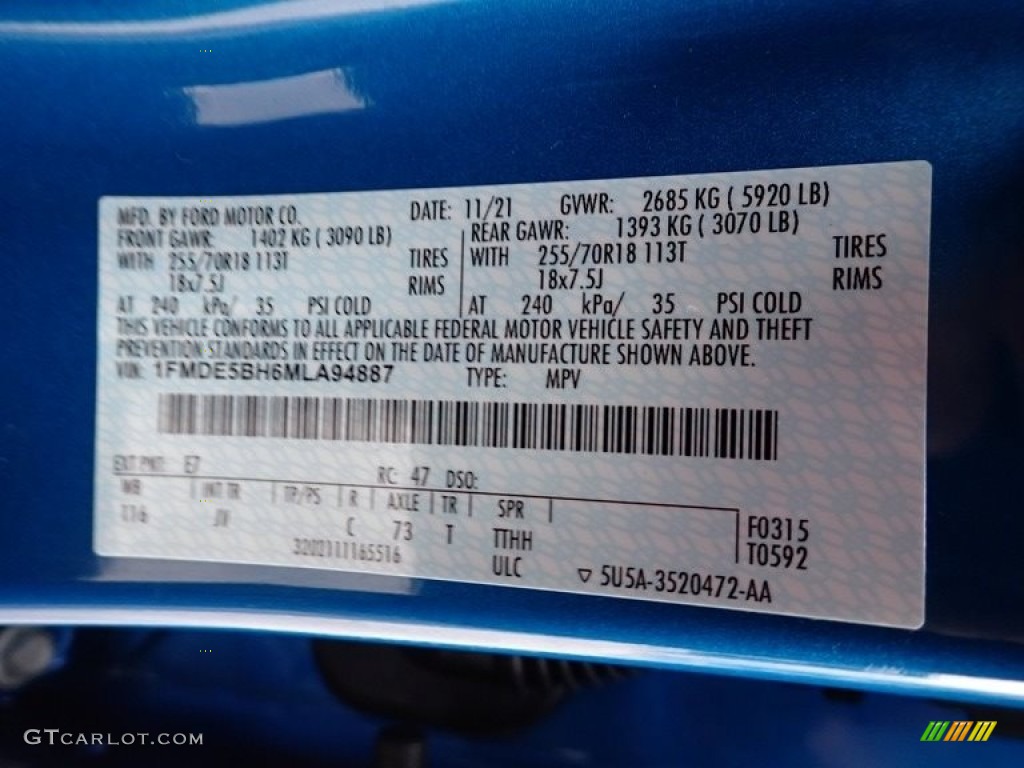 MFD. BY FORD MOTOR CO. DATE: 11/21 GVWR: 2685 KG ( 5920 LB)
FRONT GAWR: 1402 KG ( 3090 LB) REAR GAWR: 1393 KG ( 3070 LB)
WITH 255/70R18 113T TIRES WITH 255/70R18 113T TIRES
18x7.5J RIMS 18x7.5J RIMS
AT 240 kPa/ 35 PSI COLD AT 240 kPa/ 35 PSI COLD
THIS VEHICLE CONFORMS TO ALL APPLICABLE FEDERAL MOTOR VEHICLE SAFETY AND THEFT
PREVENTION STANDARDS IN EFFECT ON THE DATE OF MANUFACTURE SHOWN ABOVE.
VIN: 1FMDE5BH6MLA94887 TYPE: MPV
EXT PNT: E7 RC: 47 DSO:
WB INT TR TP/PS R AXLE TR SPR F0315
116 C 73 T TTHH T0592
3202111165516 ULC
▽ 5U5A-3520472-AA
GTCARLOT.COM